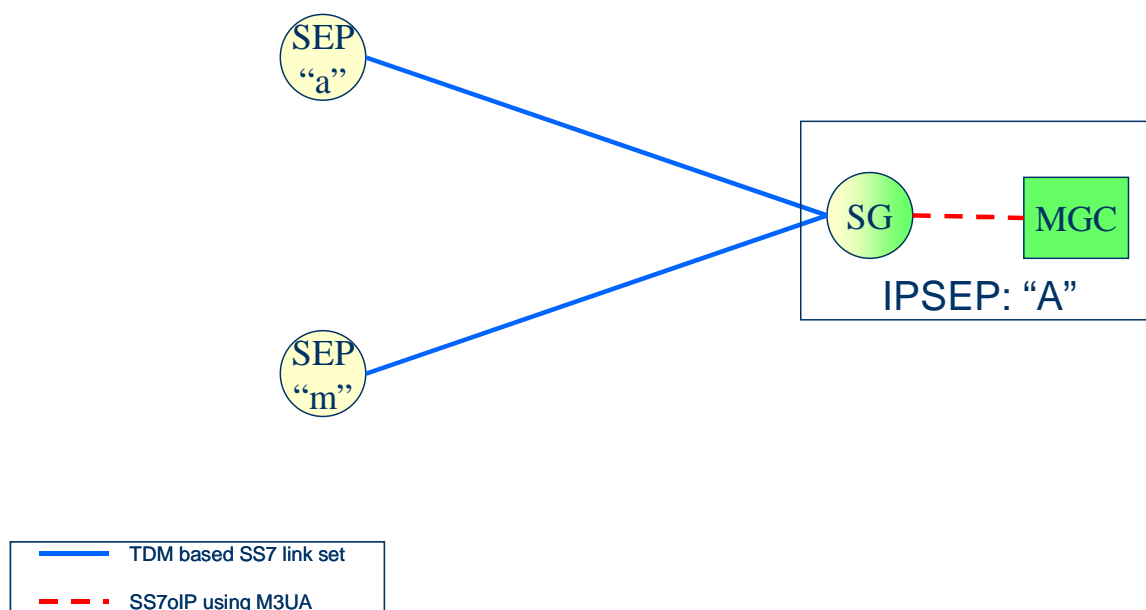 SEP
“a”
SG
MGC
IPSEP: “A”
SEP
“m”
TDM based SS7 link set
SS7oIP using M3UA